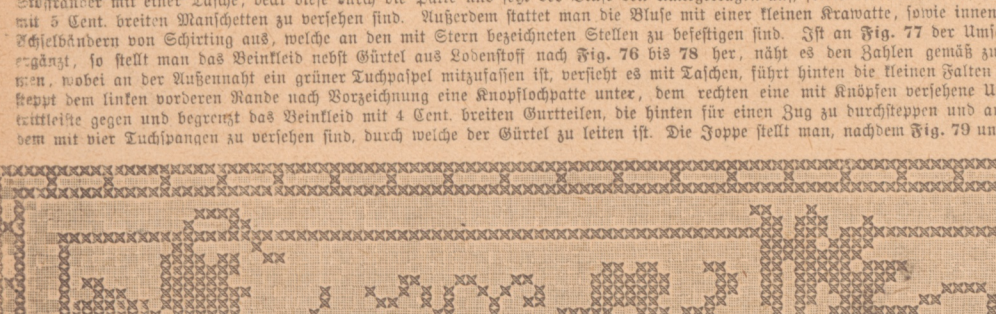 mit einer Tasche,
mit 5 Cent. breiten Manschetten zu versehen sind. Außerdem stattet man die Bluse mit einer kleinen Krawatte, sowie innen
Achselbändern von Schirting aus, welche an den mit Stern bezeichneten Stellen zu befestigen sind. Ist an Fig. 77 der Ums
ergänzt, so stellt man das Beinkleid nebst Gürtel aus Lodenstoff nach Fig. 76 bis 78 her, näht es den Zahlen gemäß zu
men, wobei an der Außennaht ein grüner Tuchpaspel mitzufassen ist, versieht es mit Taschen, führt hinten die kleinen Falten
steppt dem linken vorderen Rande nach Vorzeichnung eine Knopflochpatte unter, dem rechten eine mit Knöpfen versehene U
trittleiste gegen und begrenzt das Beinkleid mit 4 Cent. breiten Gurtteilen, die hinten für einen Zug zu durchsteppen und
dem mit vier Tuchspangen zu versehen sind, durch welche der Gürtel zu leiten ist. Die Joppe stellt man, nachdem Fig. 79 un